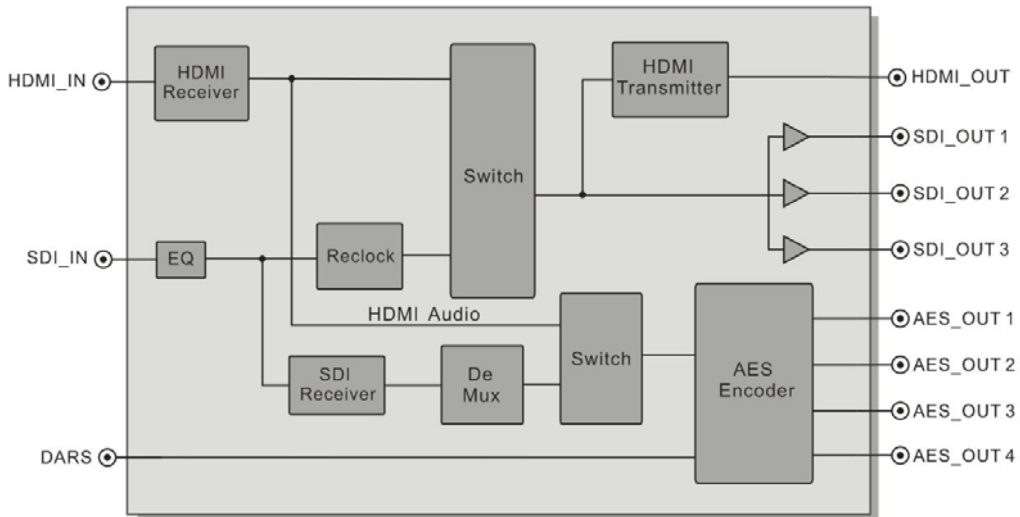 HDMI_IN
HDMI
Receiver
Switch
HDMI
Transmitter
HDMI_OUT
SDI_OUT 1
SDI_OUT 2
SDI_OUT 3
SDI_IN
EQ
Reclock
HDMI Audio
SDI
Receiver
De
Mux
Switch
AES
Encoder
AES_OUT 1
AES_OUT 2
AES_OUT 3
AES_OUT 4
DARS